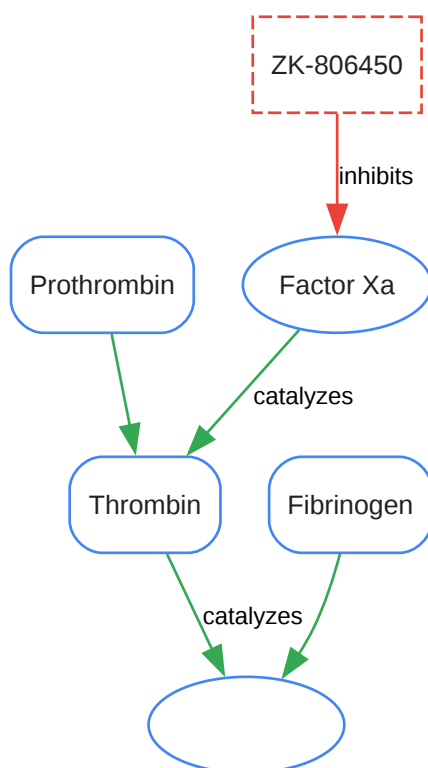 ZK-806450
inhibits
Prothrombin
Factor Xa
catalyzes
Thrombin
Fibrinogen
catalyzes